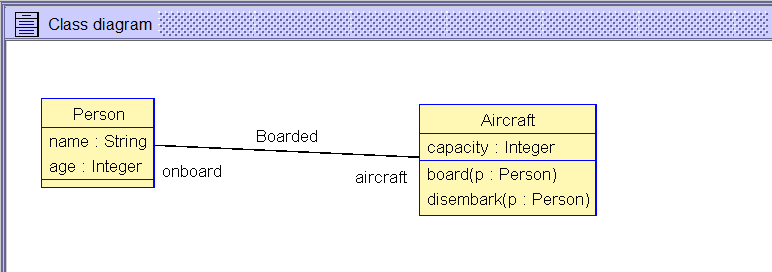 Class diagram
Person
name : String
age : Integer
Boarded
onboard
aircraft
Aircraft
capacity : Integer
board(p : Person)
disembark(p : Person)